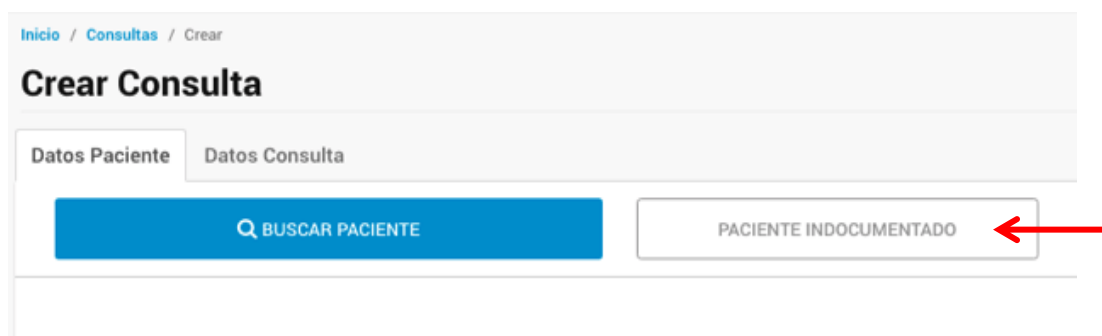 Inicio / Consultas / Crear
Crear Consulta
Datos Paciente Datos Consulta
BUSCAR PACIENTE PACIENTE INDOCUMENTADO